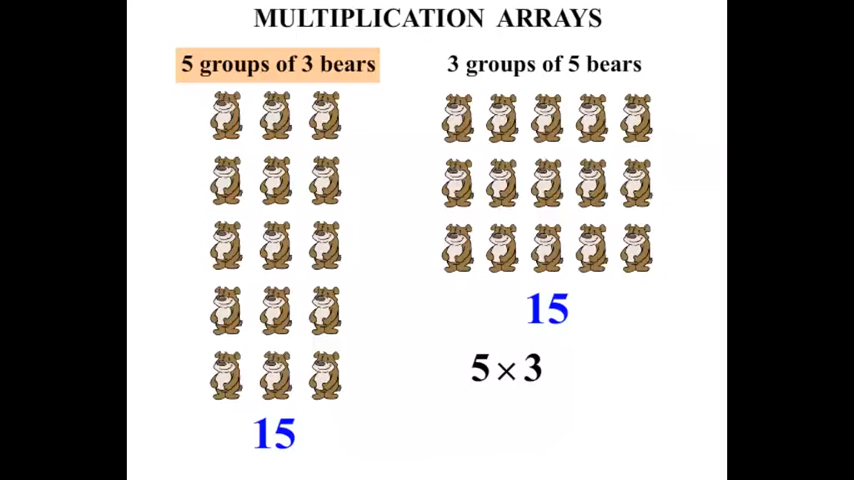 MULTIPLICATION ARRAYS
5 groups of 3 bears
3 groups of 5 bears
15
5 × 3
15